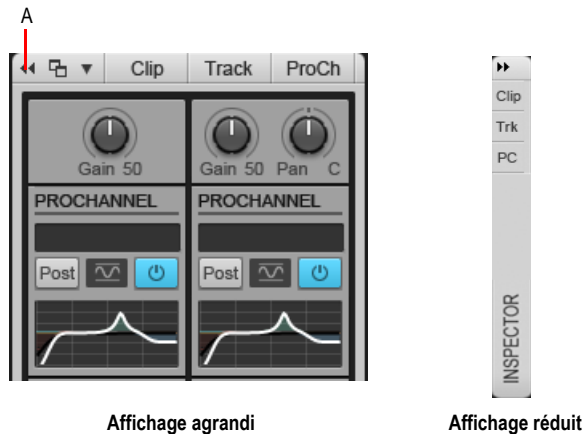 A
Clip Track ProCh
Gain 50 Gain 50 Pan C
PROCHANNEL PROCHANNEL
Post Post
Clip
Trk
PC
INSPECTOR
Affichage agrandi Affichage réduit